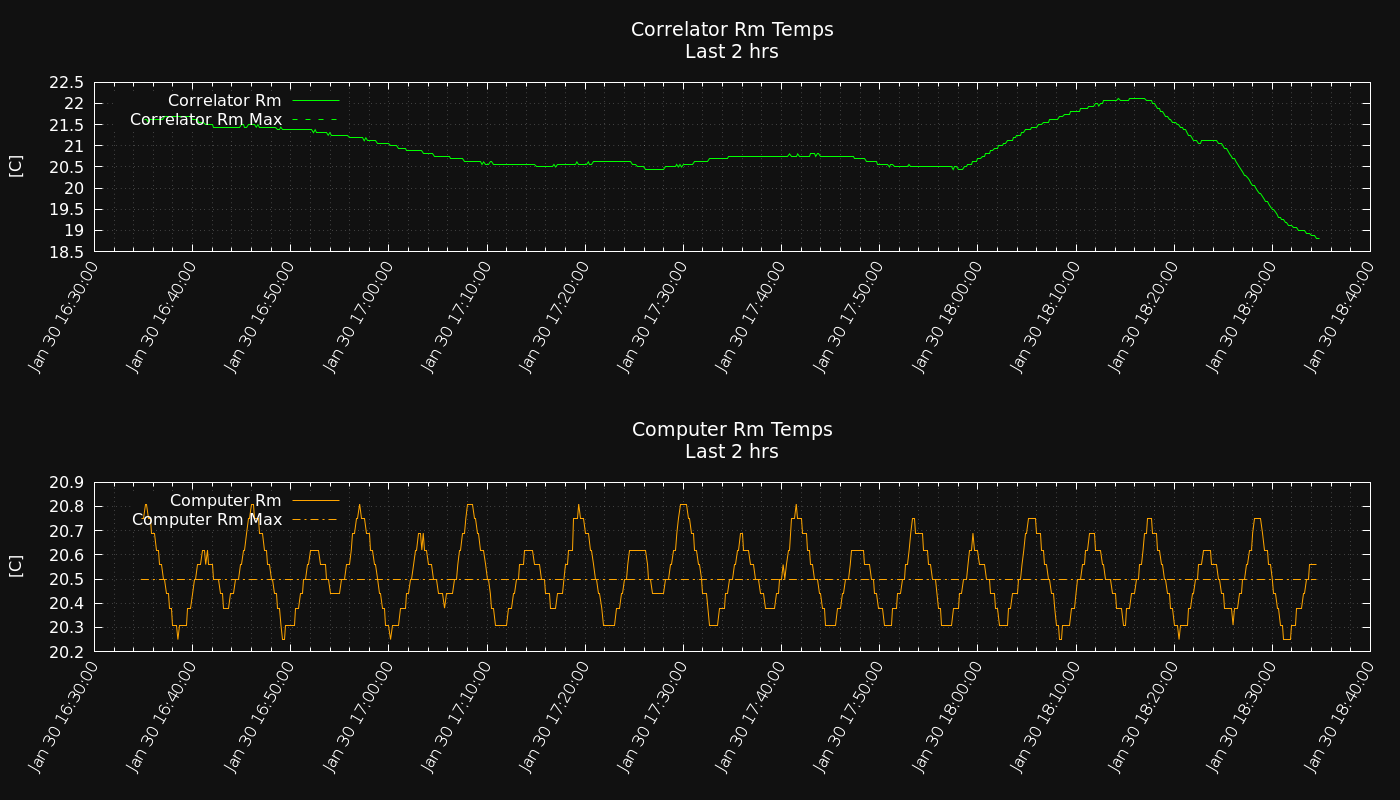 Correlator Rm Temps
Last 2 hrs
22.5
22
21.5
21
20.5
20
19.5
19
18.5
[C]
Correlator Rm
Correlator Rm Max
Jan 30 16:30:00
Jan 30 16:40:00
Jan 30 16:50:00
Jan 30 17:00:00
Jan 30 17:10:00
Jan 30 17:20:00
Jan 30 17:30:00
Jan 30 17:40:00
Jan 30 17:50:00
Jan 30 18:00:00
Jan 30 18:10:00
Jan 30 18:20:00
Jan 30 18:30:00
Jan 30 18:40:00
Computer Rm Temps
Last 2 hrs
20.9
20.8
20.7
20.6
20.5
20.4
20.3
20.2
[C]
Computer Rm
Computer Rm Max
Jan 30 16:30:00
Jan 30 16:40:00
Jan 30 16:50:00
Jan 30 17:00:00
Jan 30 17:10:00
Jan 30 17:20:00
Jan 30 17:30:00
Jan 30 17:40:00
Jan 30 17:50:00
Jan 30 18:00:00
Jan 30 18:10:00
Jan 30 18:20:00
Jan 30 18:30:00
Jan 30 18:40:00